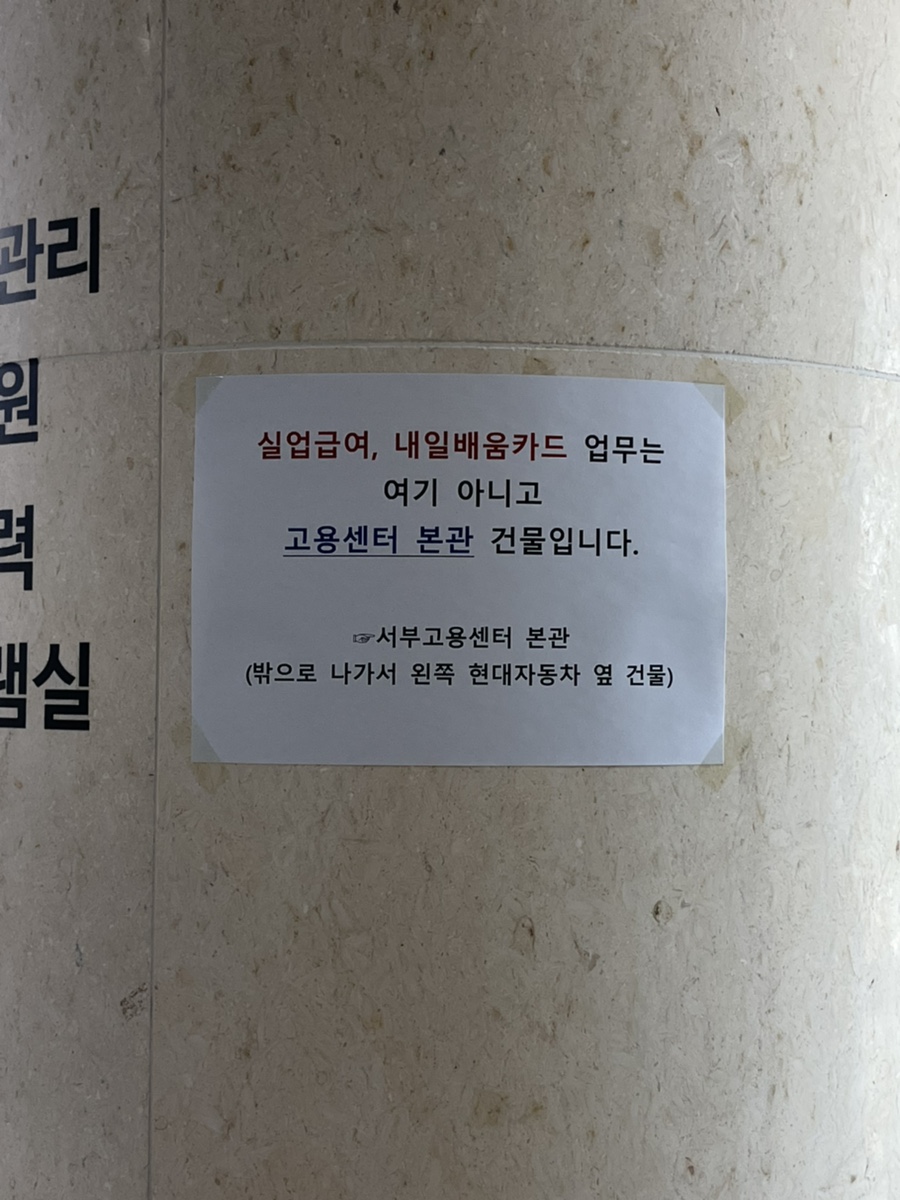 관리
원
력
램실
실업급여, 내일배움카드 업무는
여기 아니고
고용센터 본관 건물입니다.
☞서부고용센터 본관
(밖으로 나가서 왼쪽 현대자동차 옆 건물)